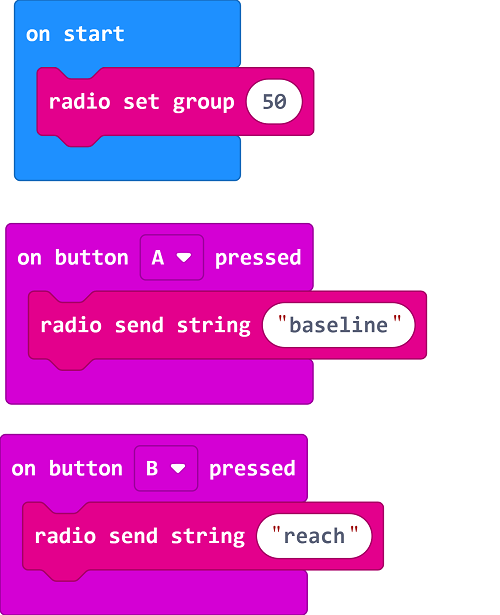 on start
radio set group 50
on button A pressed
radio send string "baseline"
on button B pressed
radio send string "reach"